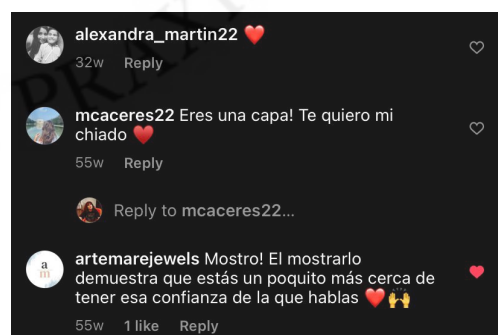 alexandra_martin22 ❤️
32w Reply
mcaceres22 Eres una capa! Te quiero mi
chiado ❤️
55w Reply
Reply to mcaceres22...
a
m
artemarejewels Mostro! El mostrarlo
demuestra que estás un poquito más cerca de
tener esa confianza de la que hablas ❤️🙌
55w 1 like Reply